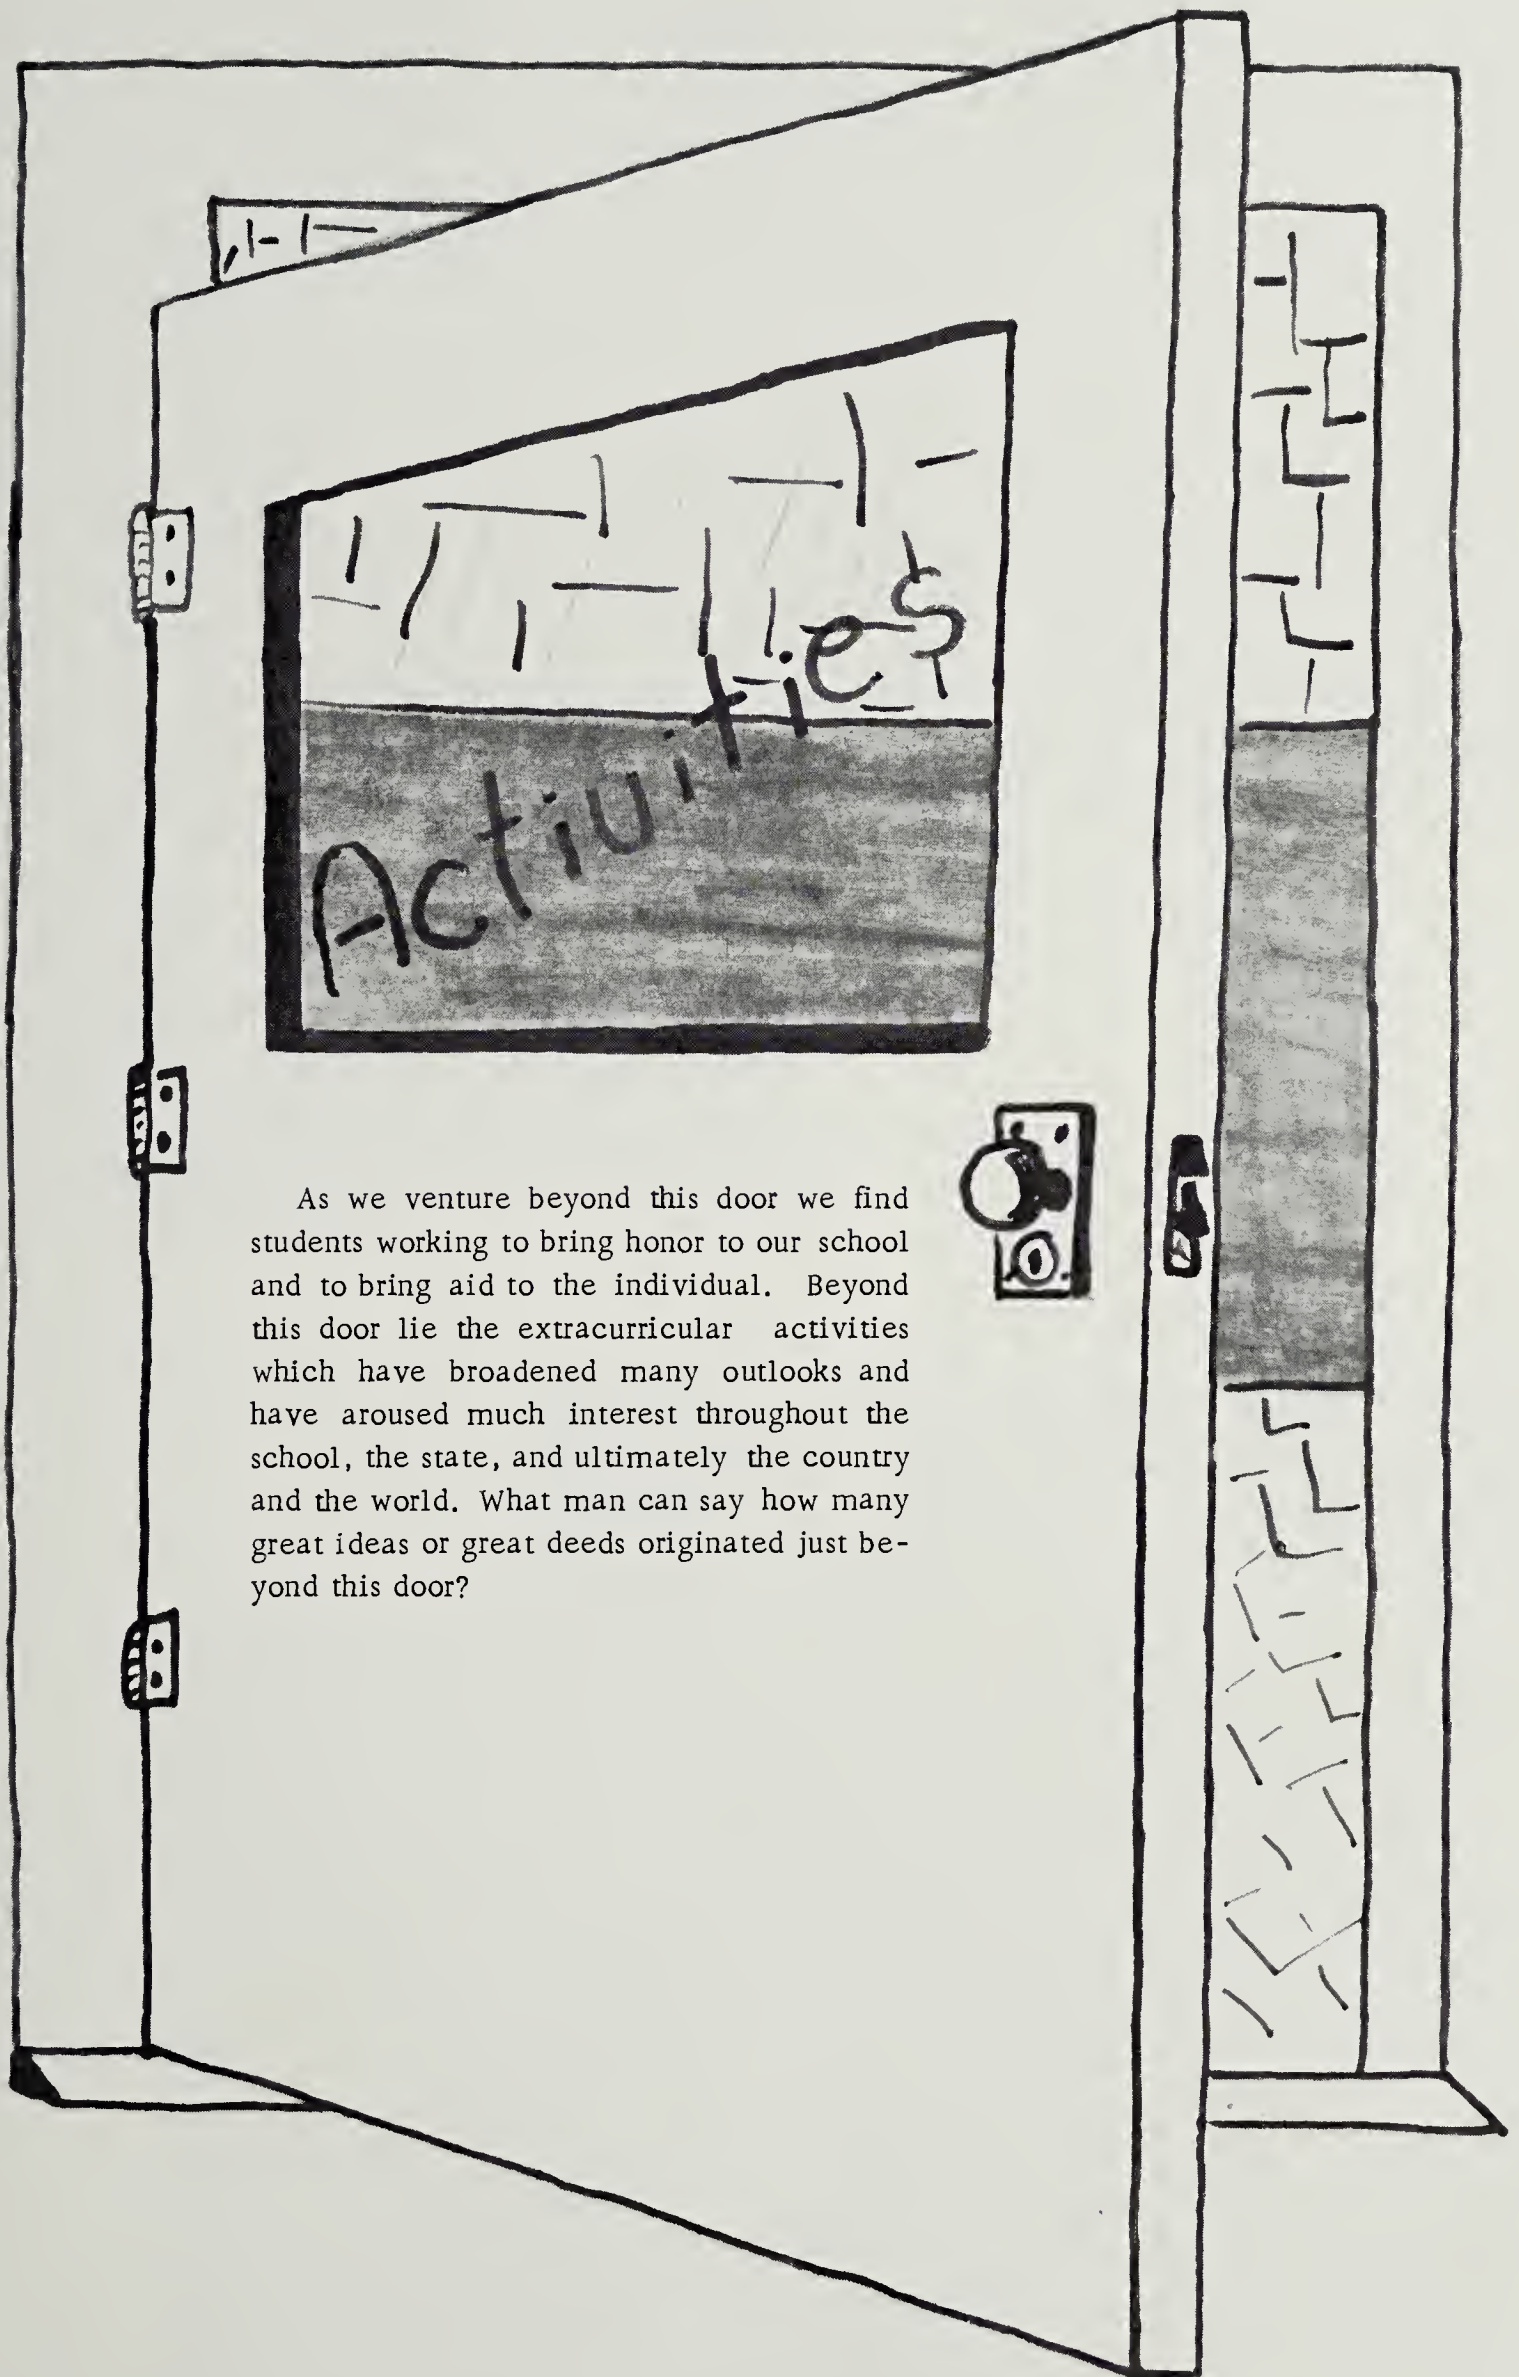 Activities
As we venture beyond this door we find
students working to bring honor to our school
and to bring aid to the individual. Beyond
this door lie the extracurricular activities
which have broadened many outlooks and
have aroused much interest throughout the
school, the state, and ultimately the country
and the world. What man can say how many
great ideas or great deeds originated just be-
yond this door?